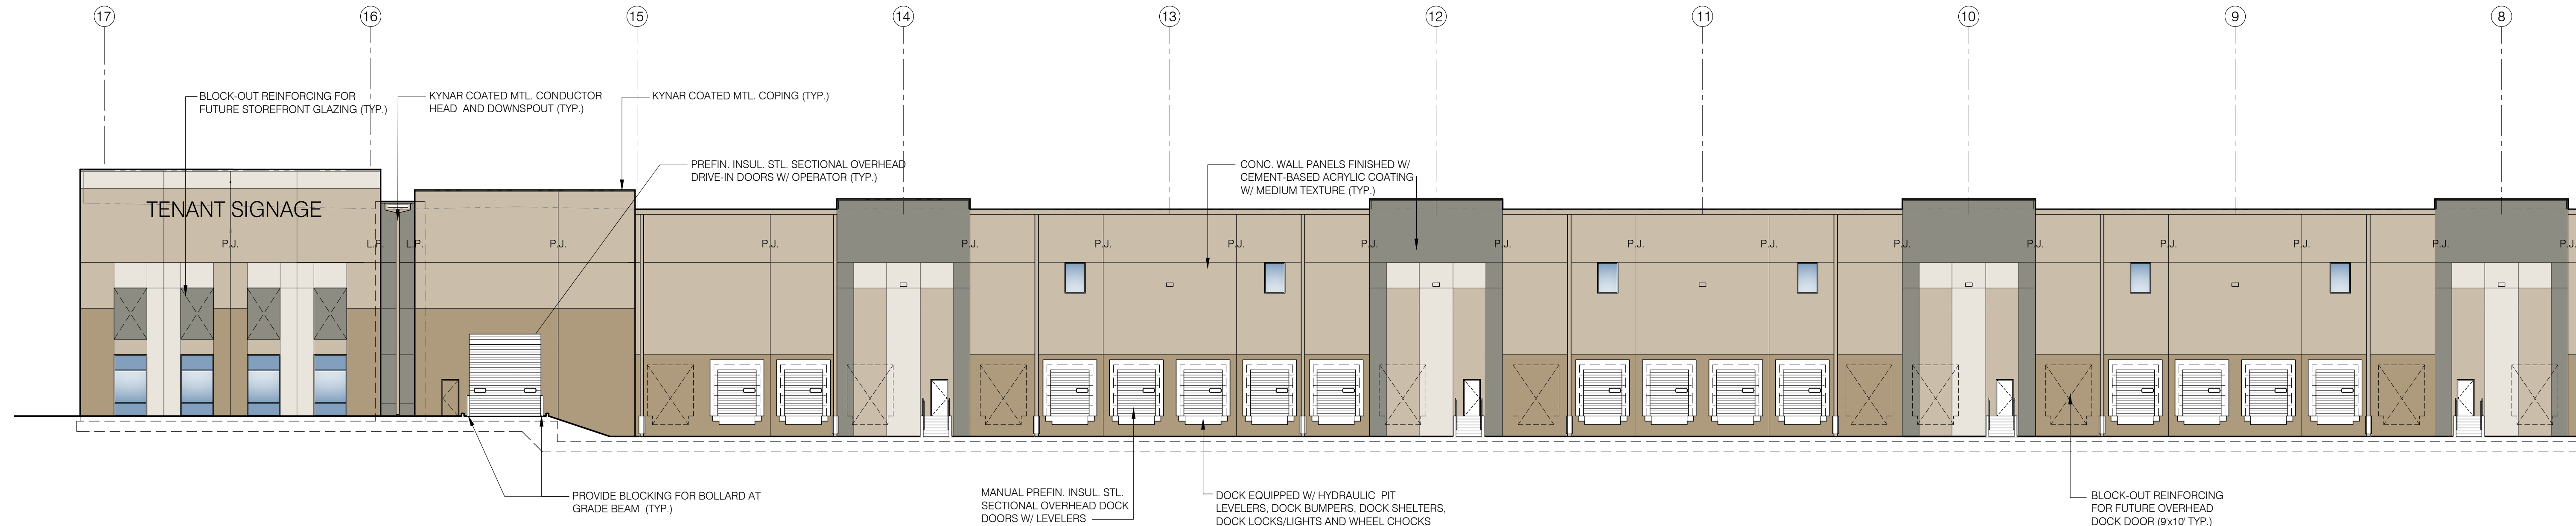 17 16 15 14 13 12 11 10 9 8
BLOCK-OUT REINFORCING FOR
FUTURE STOREFRONT GLAZING (TYP.)
KYNAR COATED MTL. CONDUCTOR
HEAD AND DOWNSPOUT (TYP.)
KYNAR COATED MTL. COPING (TYP.)
PREFIN. INSUL. STL. SECTIONAL OVERHEAD
DRIVE-IN DOORS W/ OPERATOR (TYP.)
CONC. WALL PANELS FINISHED W/
CEMENT-BASED ACRYLIC COATING
W/ MEDIUM TEXTURE (TYP.)
TENANT SIGNAGE
P.J. L.P. L.P. P.J. P.J. P.J. P.J. P.J. P.J. P.J. P.J. P.J. P.J. P.J. P.J. P.J. P.J. P.J.
PROVIDE BLOCKING FOR BOLLARD AT
GRADE BEAM (TYP.)
MANUAL PREFIN. INSUL. STL.
SECTIONAL OVERHEAD DOCK
DOORS W/ LEVELERS
DOCK EQUIPPED W/ HYDRAULIC PIT
LEVELERS, DOCK BUMPERS, DOCK SHELTERS,
DOCK LOCKS/LIGHTS AND WHEEL CHOCKS
BLOCK-OUT REINFORCING
FOR FUTURE OVERHEAD
DOCK DOOR (9'x10' TYP.)